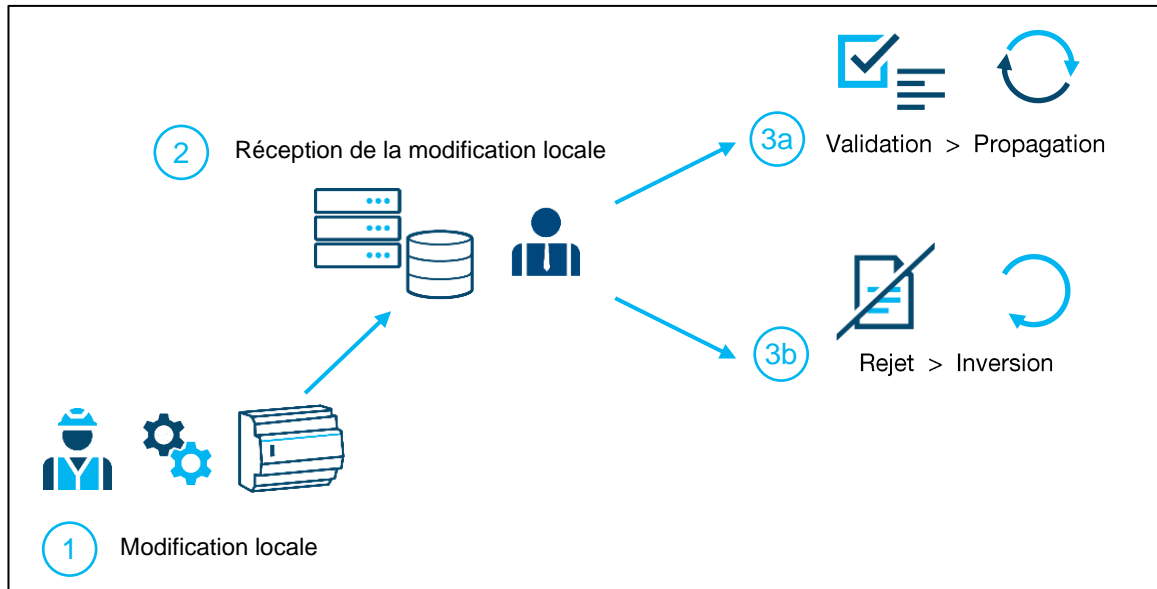 3a
Validation > Propagation
2
Réception de la modification locale
3b
Rejet > Inversion
1
Modification locale